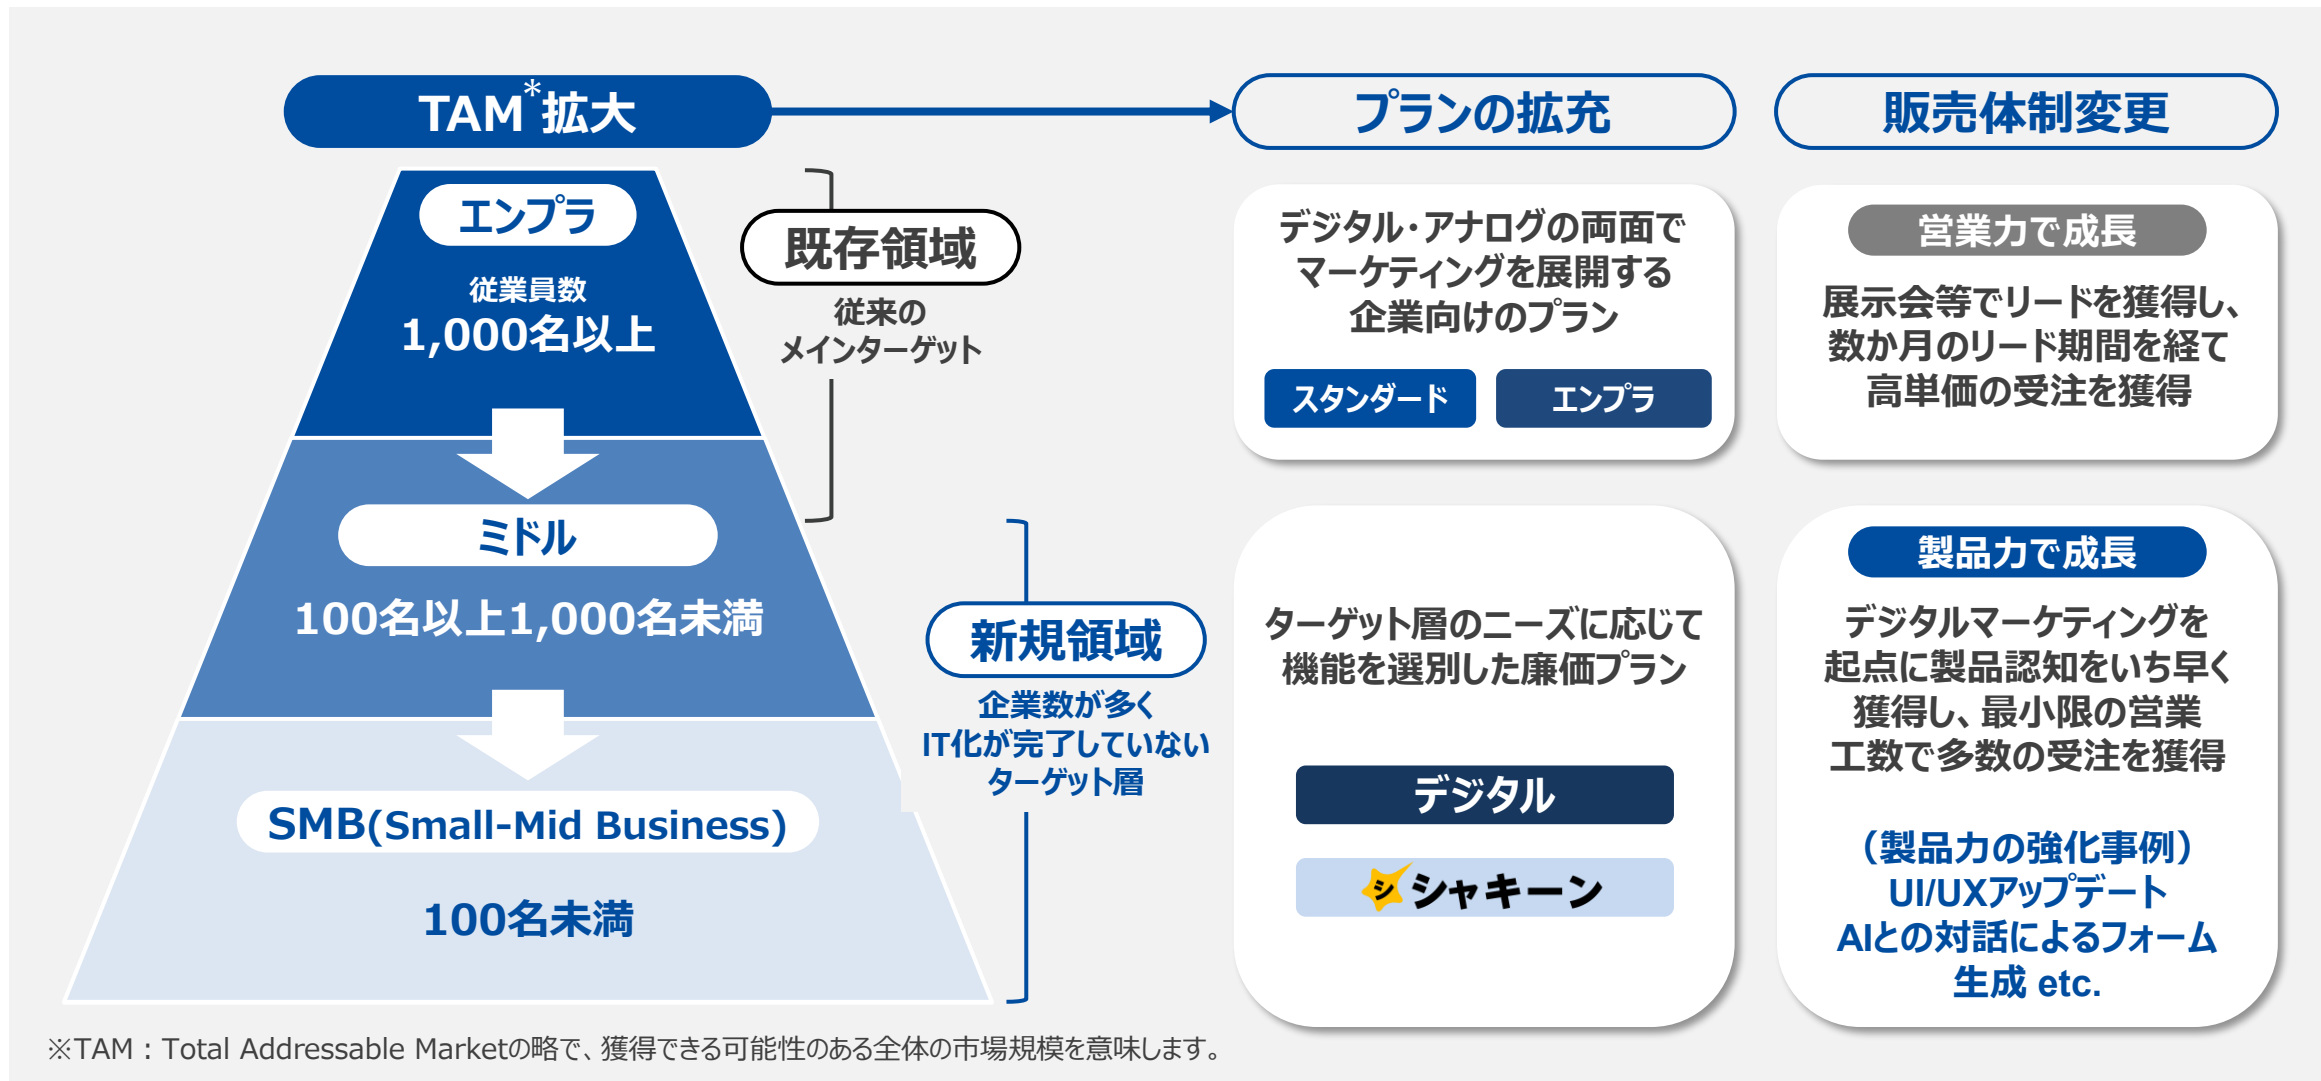 TAM*拡大
プランの拡充
販売体制変更
エンプラ
従業員数
1,000名以上
ミドル
100名以上1,000名未満
SMB(Small-Mid Business)
100名未満
既存領域
従来の
メインターゲット
新規領域
企業数が多く
IT化が完了していない
ターゲット層
デジタル・アナログの両面で
マーケティングを展開する
企業向けのプラン
スタンダード
エンプラ
ターゲット層のニーズに応じて
機能を選別した廉価プラン
デジタル
シ シャキーン
営業力で成長
展示会等でリードを獲得し、
数か月のリード期間を経て
高単価の受注を獲得
製品力で成長
デジタルマーケティングを
起点に製品認知をいち早く
獲得し、最小限の営業
工数で多数の受注を獲得
（製品力の強化事例）
UI/UXアップデート
AIとの対話によるフォーム
生成 etc.
※TAM：Total Addressable Marketの略で、獲得できる可能性のある全体の市場規模を意味します。